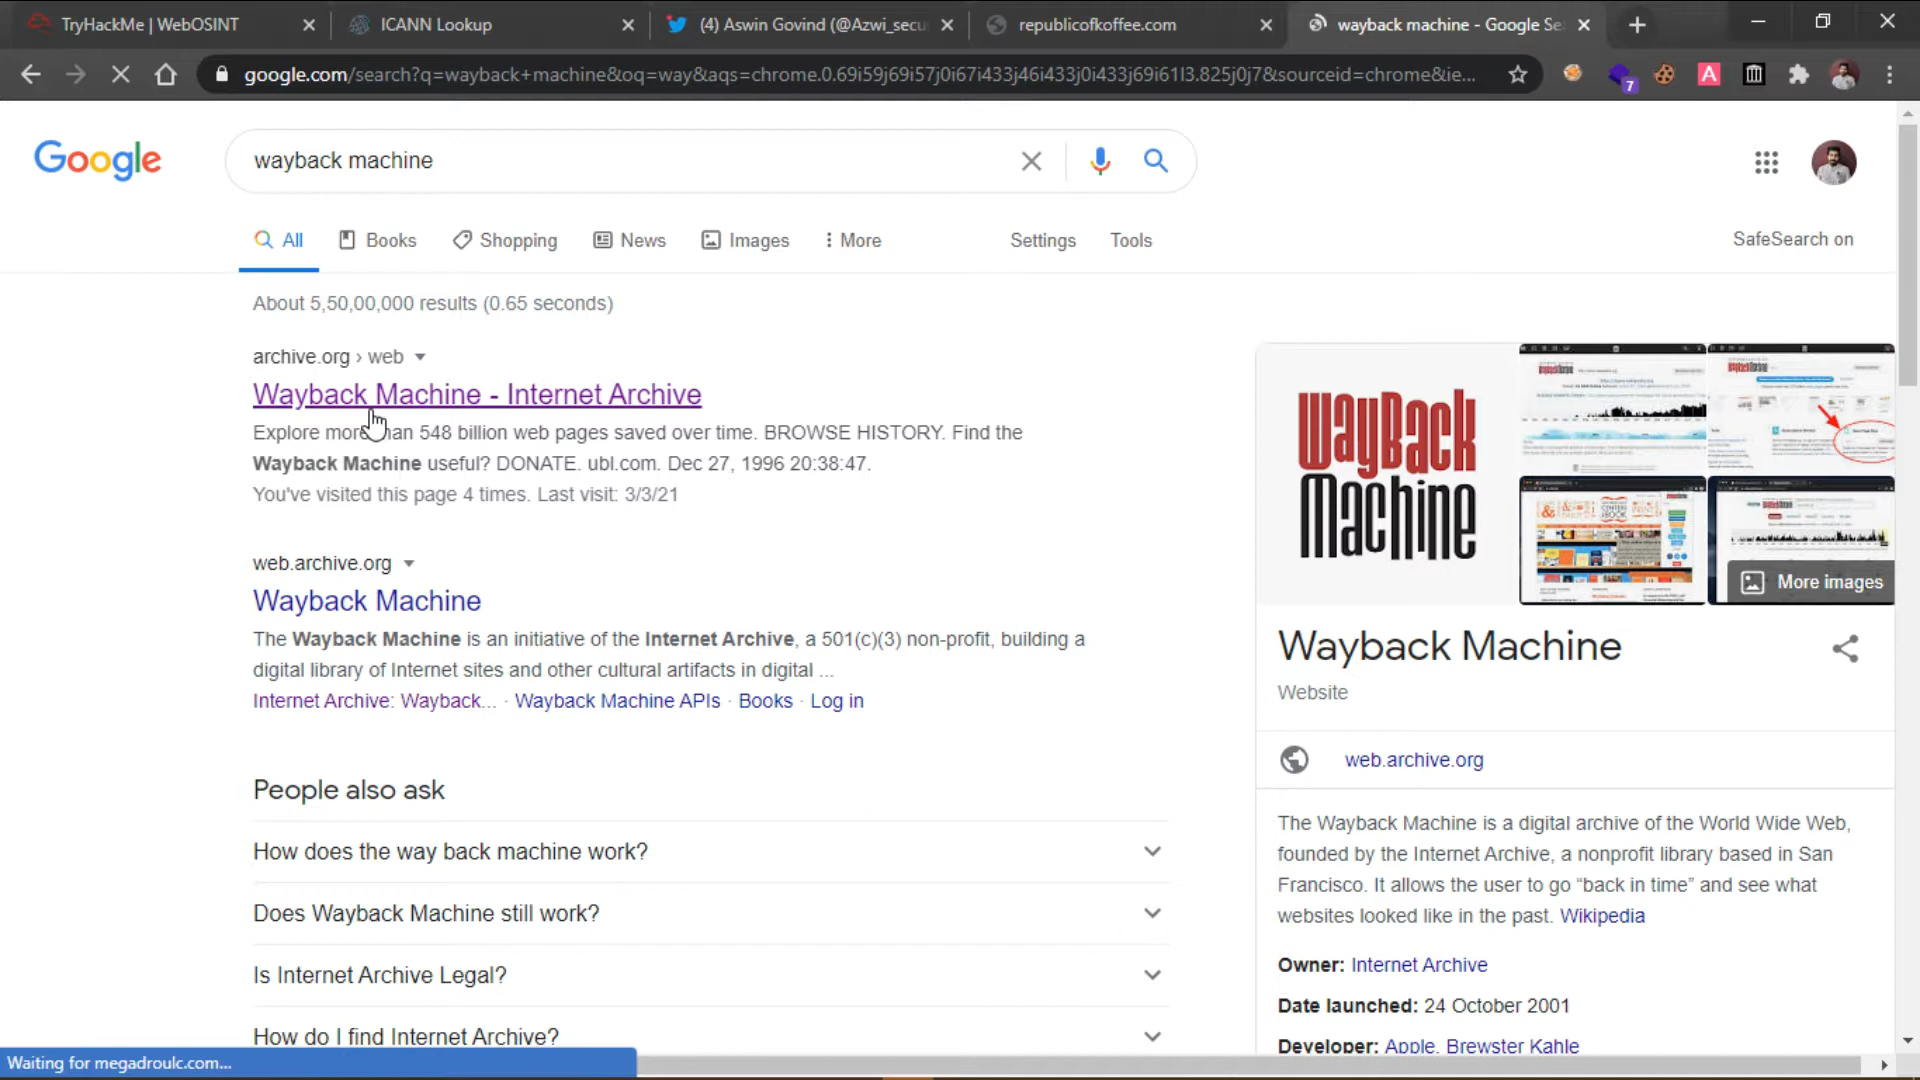 TryHackMe | WebOSINT
ICANN Lookup
(4) Aswin Govind (@Azwi_secu
republicofkoffee.com
wayback machine - Google Se
google.com/search?q=wayback+machine&oq=way&aqs=chrome.0.69i59j69i57j0i67i433j46i433j0i433j69i61l3.825j0j7&sourceid=chrome&ie...
7
A
Google
wayback machine
All
Books
Shopping
News
Images
More
Settings
Tools
SafeSearch on
About 5,50,00,000 results (0.65 seconds)
archive.org › web
Wayback Machine - Internet Archive
Explore more than 548 billion web pages saved over time. BROWSE HISTORY. Find the
Wayback Machine useful? DONATE. ubl.com. Dec 27, 1996 20:38:47.
You've visited this page 4 times. Last visit: 3/3/21
web.archive.org
Wayback Machine
The Wayback Machine is an initiative of the Internet Archive, a 501(c)(3) non-profit, building a
digital library of Internet sites and other cultural artifacts in digital ...
Internet Archive: Wayback... · Wayback Machine APIs · Books · Log in
People also ask
How does the way back machine work?
Does Wayback Machine still work?
Is Internet Archive Legal?
How do I find Internet Archive?
Waiting for megadroulc.com...
WayBack
Machine
More images
Wayback Machine
Website
web.archive.org
The Wayback Machine is a digital archive of the World Wide Web,
founded by the Internet Archive, a nonprofit library based in San
Francisco. It allows the user to go “back in time” and see what
websites looked like in the past. Wikipedia
Owner: Internet Archive
Date launched: 24 October 2001
Developer: Apple, Brewster Kahle